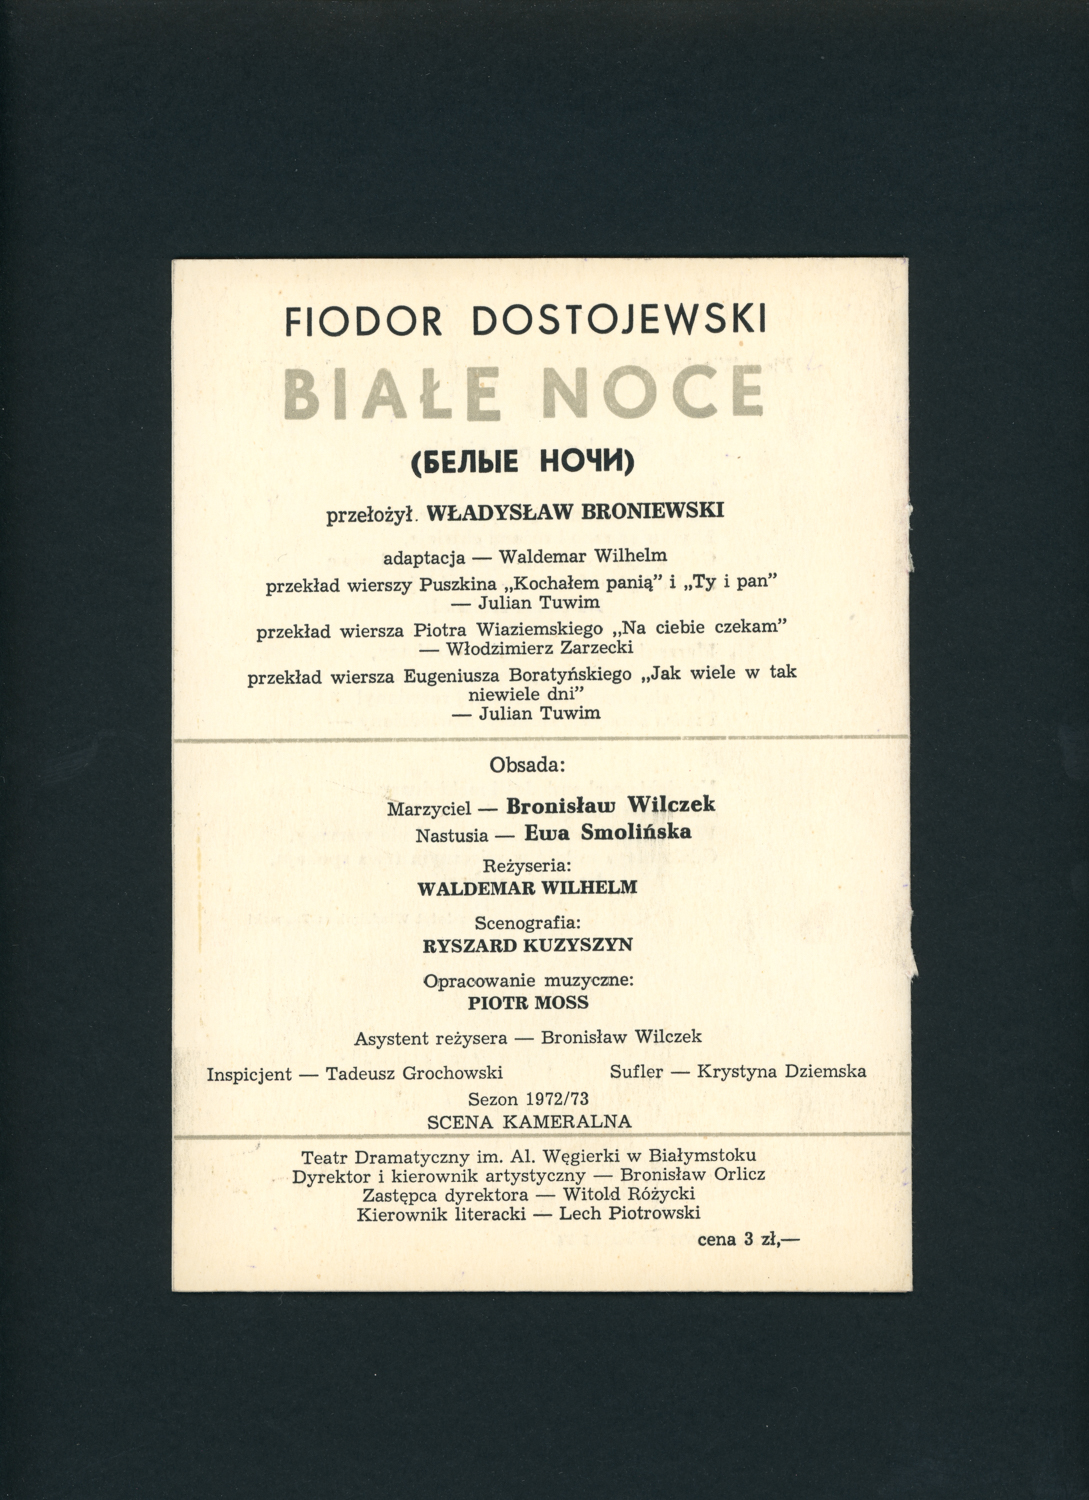 FIODOR DOSTOJEWSKI
BIAŁE NOCE
(БЕЛЫЕ НОЧИ)
przełożył. WŁADYSŁAW BRONIEWSKI
adaptacja — Waldemar Wilhelm
przekład wierszy Puszkina „Kochałem panią” i „Ty i pan”
— Julian Tuwim
przekład wiersza Piotra Wiaziemskiego „Na ciebie czekam”
— Włodzimierz Zarzecki
przekład wiersza Eugeniusza Boratyńskiego „Jak wiele w tak
niewiele dni”
— Julian Tuwim
Obsada:
Marzyciel — Bronisław Wilczek
Nastusia — Ewa Smolińska
Reżyseria:
WALDEMAR WILHELM
Scenografia:
RYSZARD KUZYSZYN
Opracowanie muzyczne:
PIOTR MOSS
Asystent reżysera — Bronisław Wilczek
Inspicjent — Tadeusz Grochowski Sufler — Krystyna Dziemska
Sezon 1972/73
SCENA KAMERALNA
Teatr Dramatyczny im. Al. Węgierki w Białymstoku
Dyrektor i kierownik artystyczny — Bronisław Orlicz
Zastępca dyrektora — Witold Różycki
Kierownik literacki — Lech Piotrowski
cena 3 zł,—